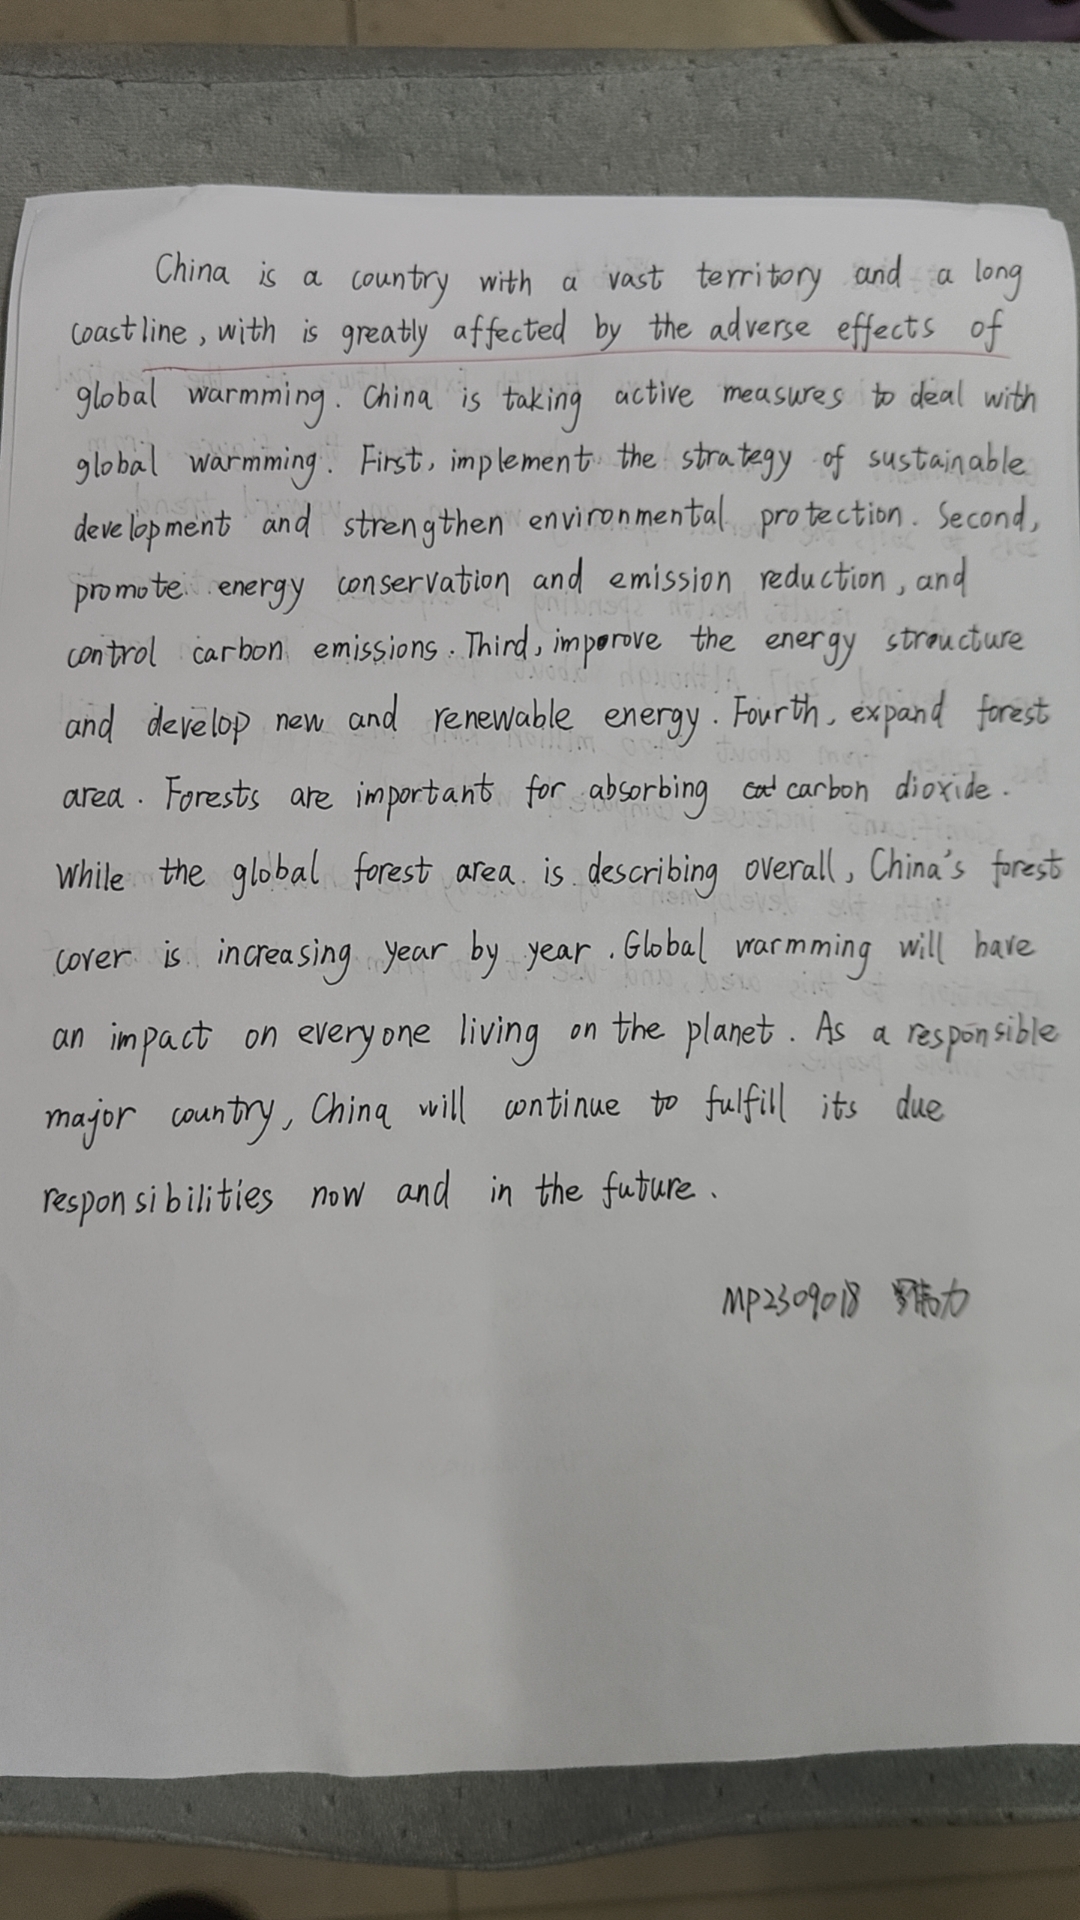 China is a country with a vast territory and a long
coastline, with is greatly affected by the adverse effects of
global warmming. China is taking active measures to deal with
global warmming. First, implement the strategy of sustainable
development and strengthen environmental protection. Second,
promote energy conservation and emission reduction, and
control carbon emissions. Third, imporove the energy stroucture
and develop new and renewable energy. Fourth, expand forest
area. Forests are important for absorbing carbon dioxide.
While the global forest area is describing overall, China's forest
cover is increasing year by year. Global warmming will have
an impact on everyone living on the planet. As a responsible
major country, China will continue to fulfill its due
responsibilities now and in the future.
MP2309018